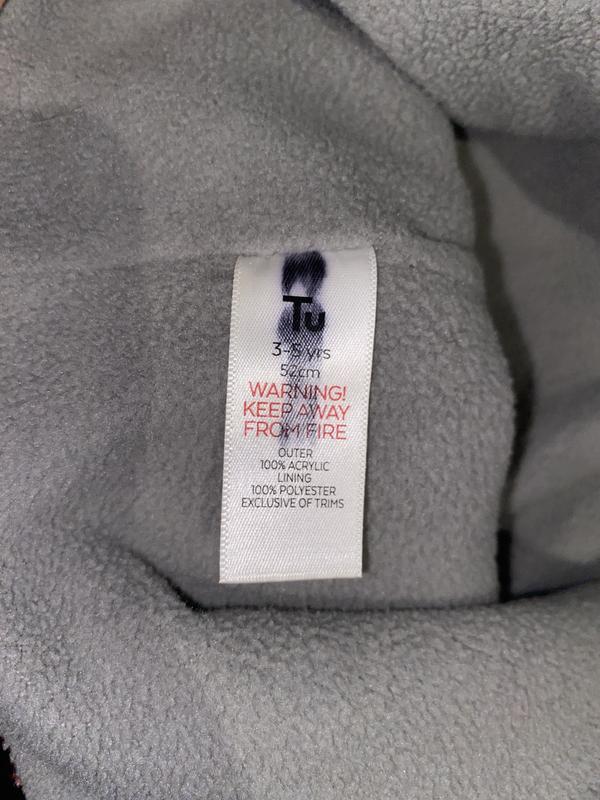 Tu
3-5 yrs
52cm
WARNING!
KEEP AWAY
FROM FIRE
OUTER
100% ACRYLIC
LINING
100% POLYESTER
EXCLUSIVE OF TRIMS